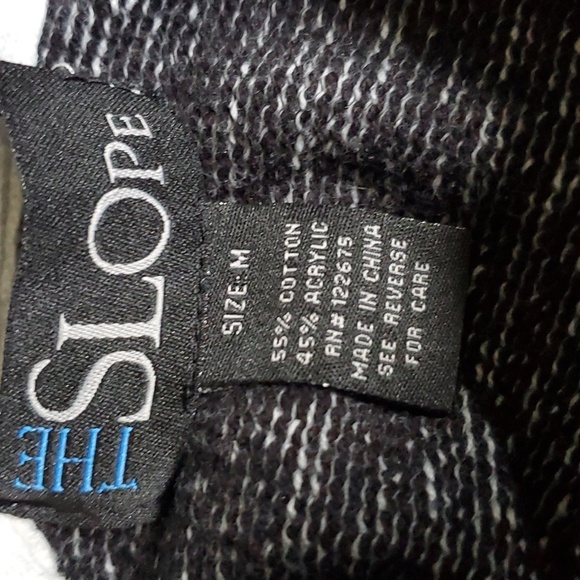 THE SLOPE
SIZE: M
55% COTTON
45% ACRYLIC
RN# 122675
MADE IN CHINA
SEE REVERSE
FOR CARE